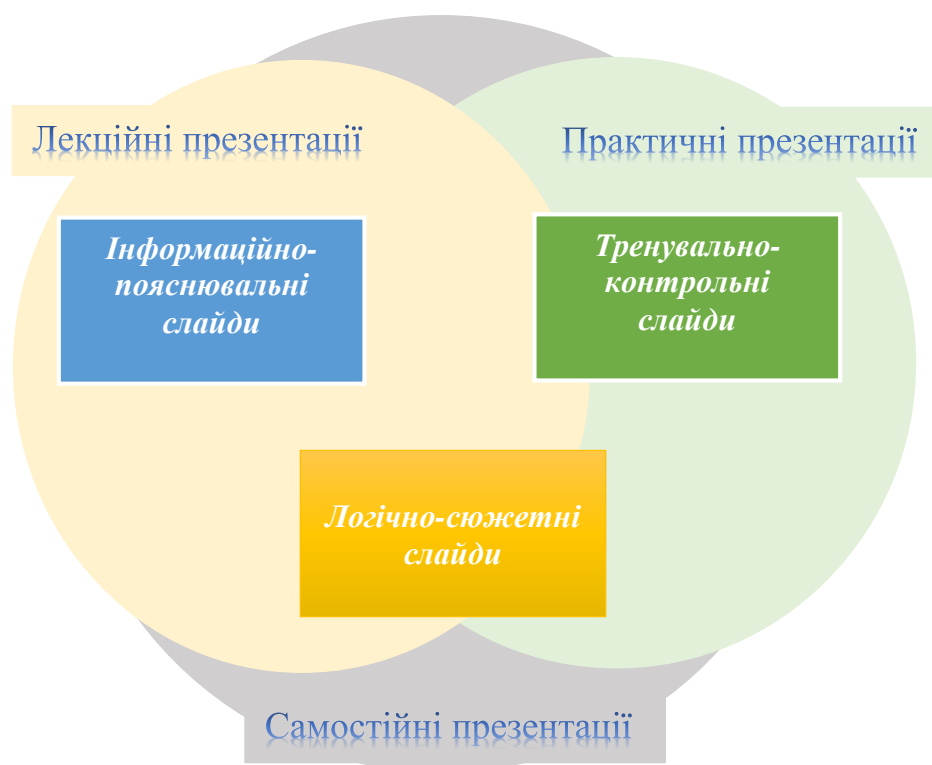 Лекційні презентації
Практичні презентації
Інформаційно-
пояснювальні
слайди
Тренувально-
контрольні
слайди
Логічно-сюжетні
слайди
Самостійні презентації